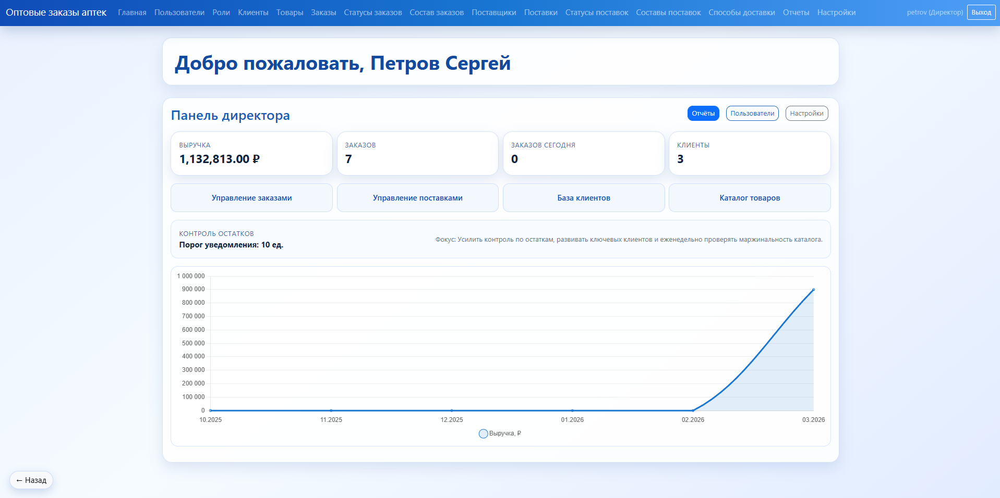 Оптовые заказы аптек Главная Пользователи Роли Клиенты Товары Заказы Статусы заказов Состав заказов Поставщики Поставки Статусы поставок Составы поставок Способы доставки Отчеты Настройки petrov (Директор) Выход
Добро пожаловать, Петров Сергей
Панель директора Отчёты Пользователи Настройки
ВЫРУЧКА
1,132,813.00 ₽
ЗАКАЗОВ
7
ЗАКАЗОВ СЕГОДНЯ
0
КЛИЕНТЫ
3
Управление заказами Управление поставками База клиентов Каталог товаров
КОНТРОЛЬ ОСТАТКОВ
Порог уведомления: 10 ед.
Фокус: Усилить контроль по остаткам, развивать ключевых клиентов и еженедельно проверять маржинальность каталога.
1 000 000
900 000
800 000
700 000
600 000
500 000
400 000
300 000
200 000
100 000
0
10.2025 11.2025 12.2025 01.2026 02.2026 03.2026
Выручка, ₽
← Назад